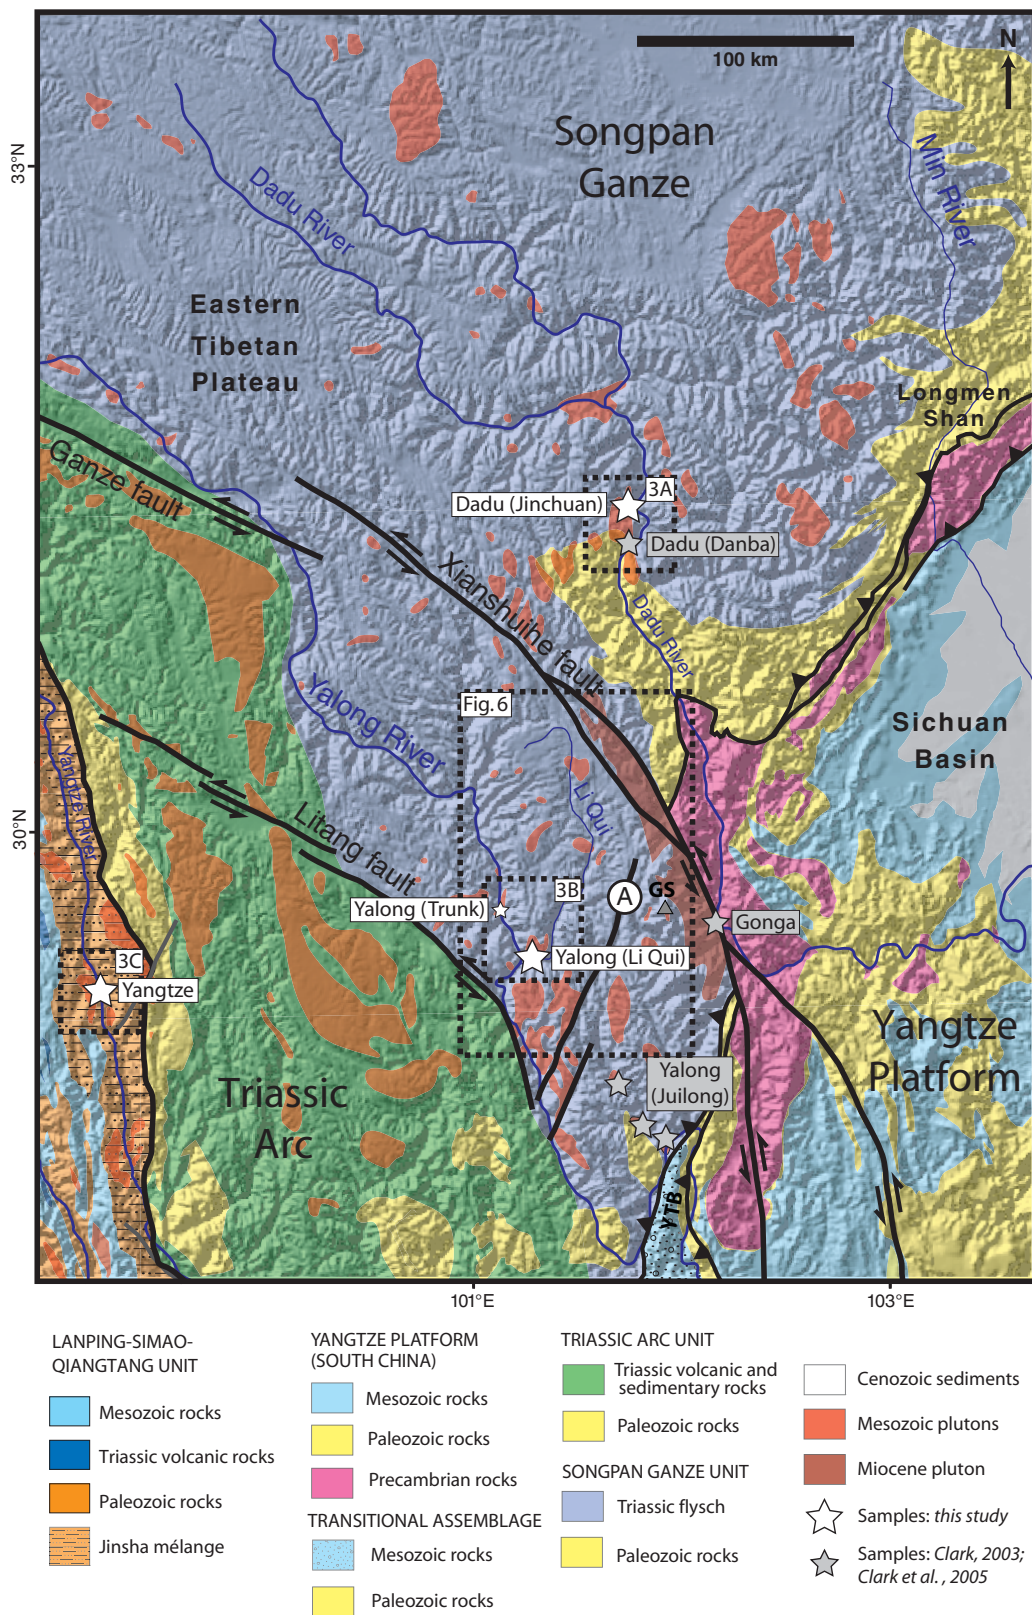 100 km
N
33°N
30°N
Songpan
Ganze
Min River
Dadu River
Eastern
Tibetan
Plateau
Longmen
Shan
Ganze fault
Dadu (Jinchuan)
3A
Dadu (Danba)
Xianshuihe fault
Dadu River
Fig. 6
Yalong River
Li Qui
Sichuan
Basin
Yangtze River
Litang fault
3B
A
GS
Yalong (Trunk)
Gonga
Yalong (Li Qui)
3C
Yangtze
Yangtze
Platform
Yalong
(Juilong)
Triassic
Arc
YTB
101°E
103°E
LANPING-SIMAO-
QIANGTANG UNIT
Mesozoic rocks
Triassic volcanic rocks
Paleozoic rocks
Jinsha mélange
YANGTZE PLATFORM
(SOUTH CHINA)
Mesozoic rocks
Paleozoic rocks
Precambrian rocks
TRANSITIONAL ASSEMBLAGE
Mesozoic rocks
Paleozoic rocks
TRIASSIC ARC UNIT
Triassic volcanic and
sedimentary rocks
Paleozoic rocks
SONGPAN GANZE UNIT
Triassic flysch
Paleozoic rocks
Cenozoic sediments
Mesozoic plutons
Miocene pluton
Samples: this study
Samples: Clark, 2003;
Clark et al., 2005